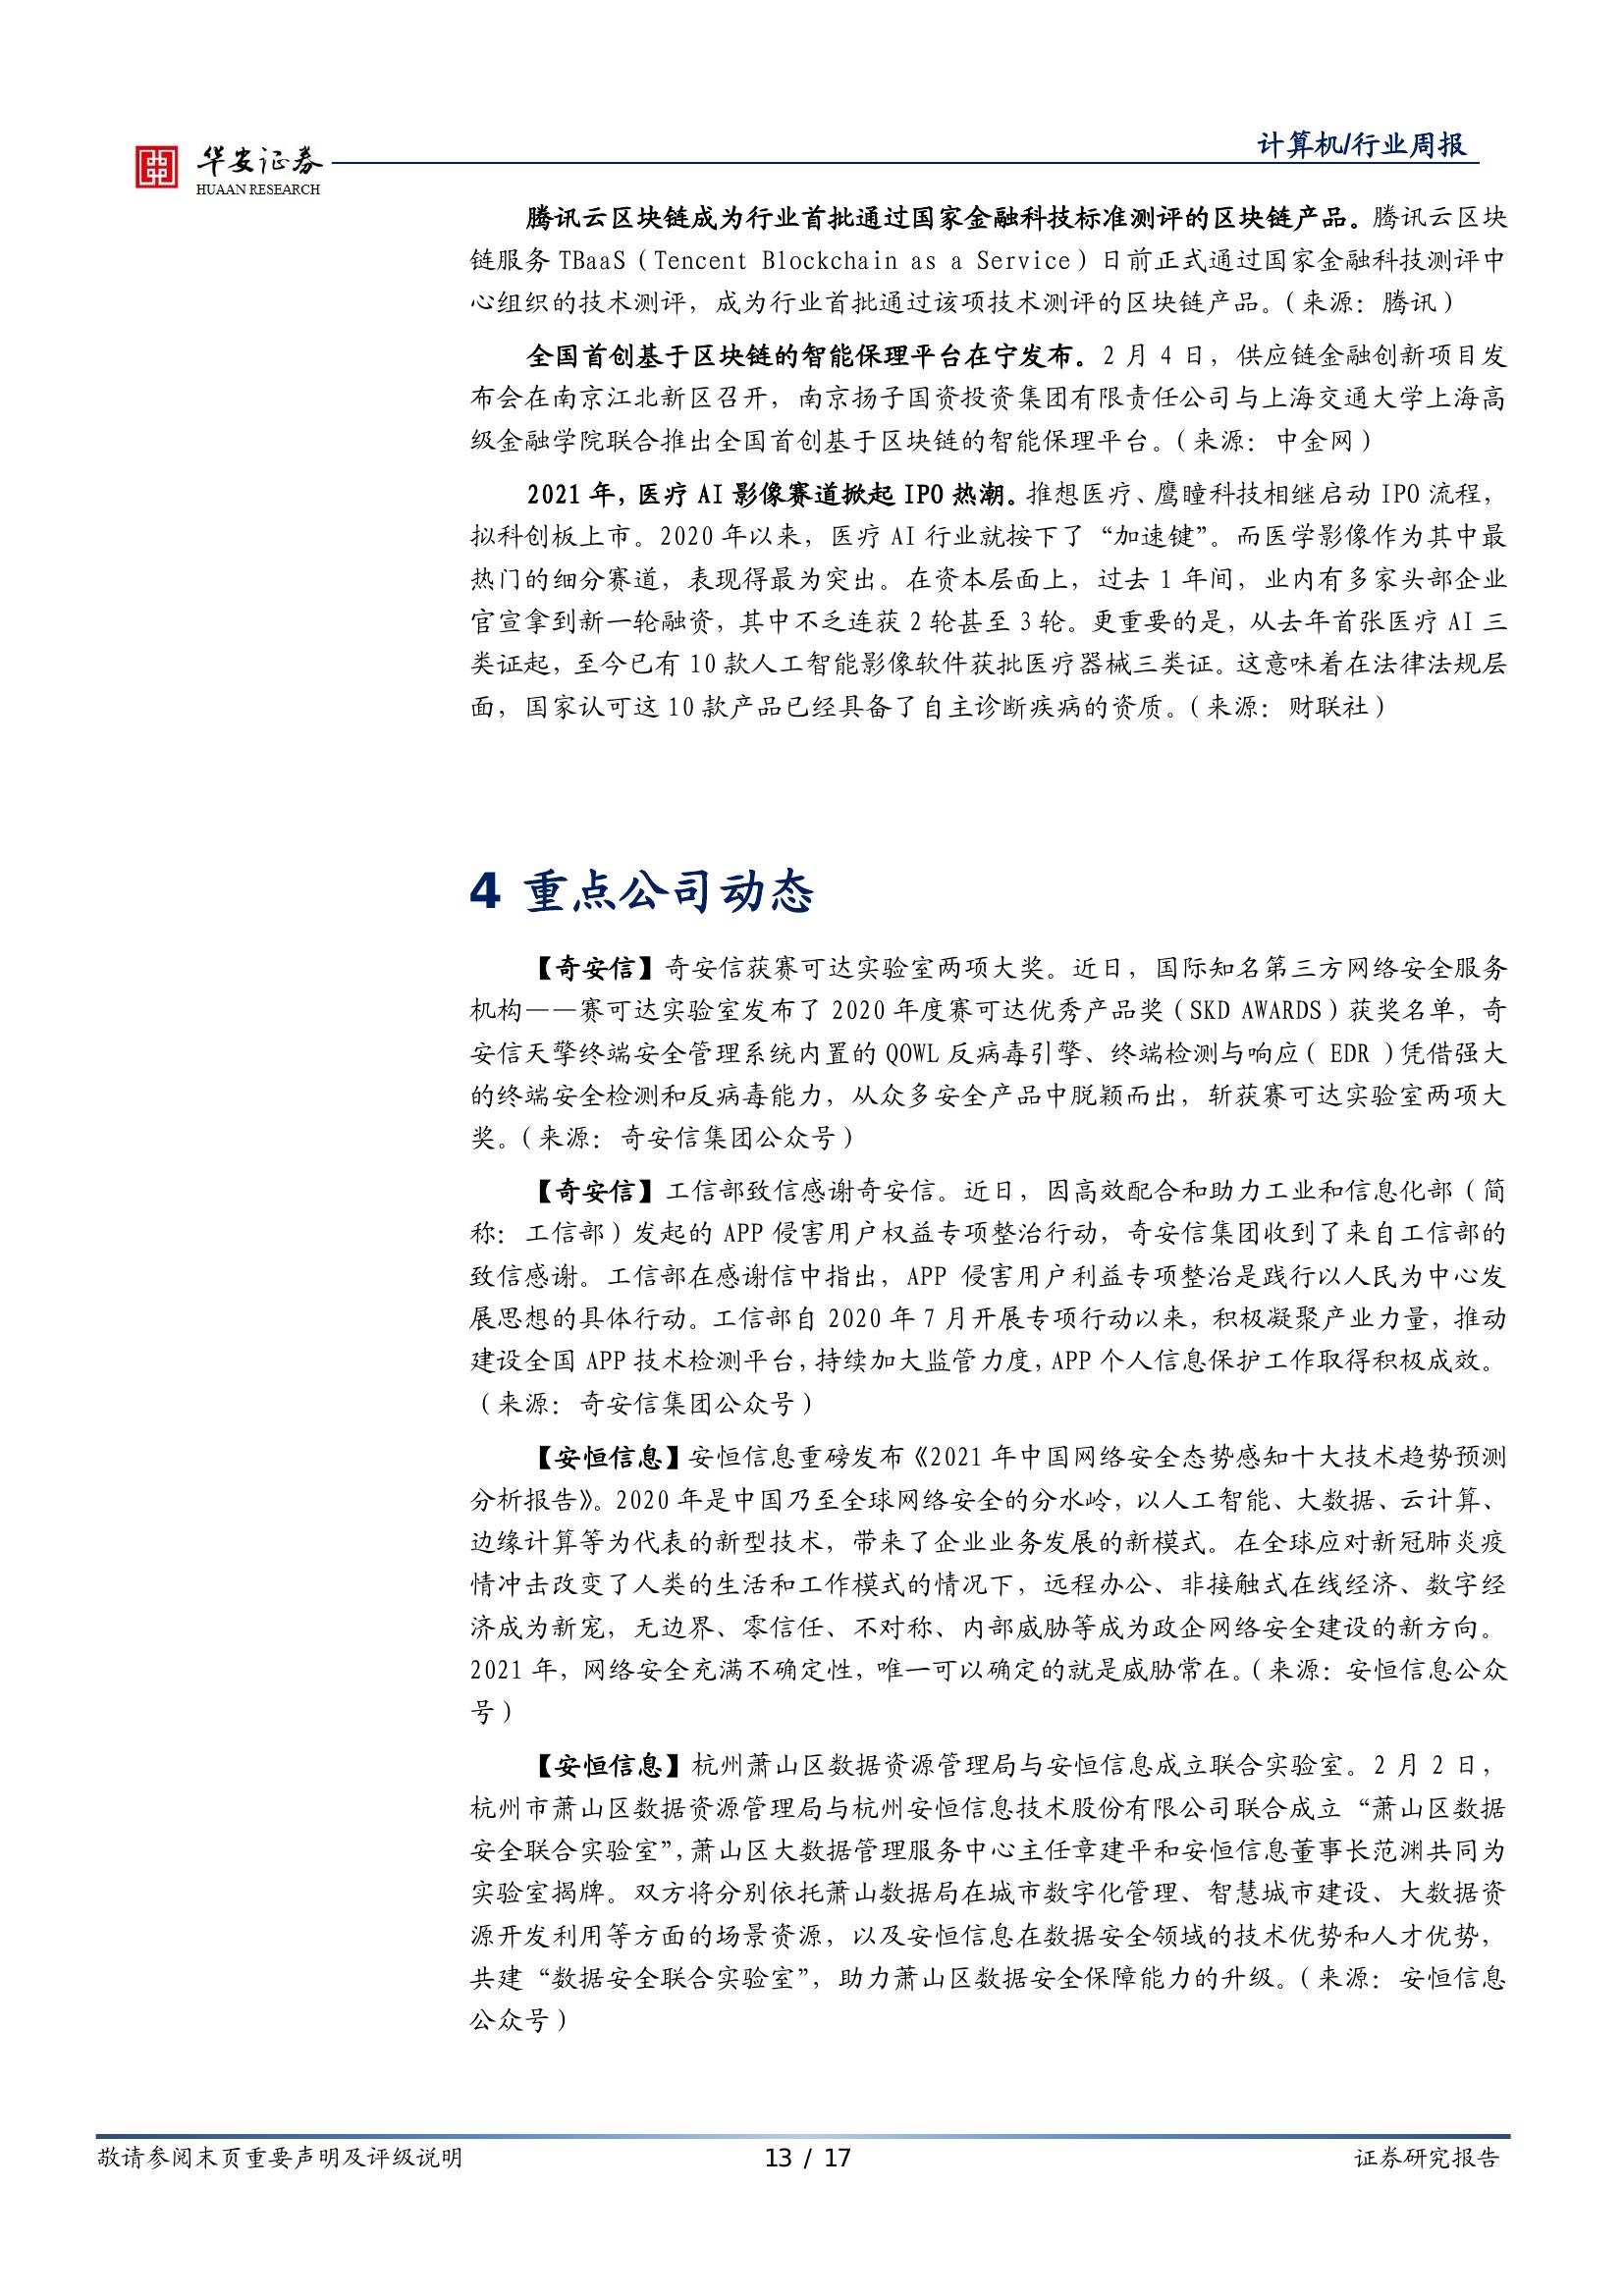 华安证券
HUAAN RESEARCH
计算机/行业周报
腾讯云区块链成为行业首批通过国家金融科技标准测评的区块链产品。腾讯云区块
链服务 TBaaS（Tencent Blockchain as a Service）日前正式通过国家金融科技测评中
心组织的技术测评，成为行业首批通过该项技术测评的区块链产品。（来源：腾讯）
全国首创基于区块链的智能保理平台在宁发布。2 月 4 日，供应链金融创新项目发
布会在南京江北新区召开，南京扬子国资投资集团有限责任公司与上海交通大学上海高
级金融学院联合推出全国首创基于区块链的智能保理平台。（来源：中金网）
2021 年，医疗 AI 影像赛道掀起 IPO 热潮。推想医疗、鹰瞳科技相继启动 IPO 流程，
拟科创板上市。2020 年以来，医疗 AI 行业就按下了“加速键”。而医学影像作为其中最
热门的细分赛道，表现得最为突出。在资本层面上，过去 1 年间，业内有多家头部企业
官宣拿到新一轮融资，其中不乏连获 2 轮甚至 3 轮。更重要的是，从去年首张医疗 AI 三
类证起，至今已有 10 款人工智能影像软件获批医疗器械三类证。这意味着在法律法规层
面，国家认可这 10 款产品已经具备了自主诊断疾病的资质。（来源：财联社）
4 重点公司动态
【奇安信】奇安信获赛可达实验室两项大奖。近日，国际知名第三方网络安全服务
机构——赛可达实验室发布了 2020 年度赛可达优秀产品奖（SKD AWARDS）获奖名单，奇
安信天擎终端安全管理系统内置的 QOWL 反病毒引擎、终端检测与响应（ EDR ）凭借强大
的终端安全检测和反病毒能力，从众多安全产品中脱颖而出，斩获赛可达实验室两项大
奖。（来源：奇安信集团公众号）
【奇安信】工信部致信感谢奇安信。近日，因高效配合和助力工业和信息化部（简
称：工信部）发起的 APP 侵害用户权益专项整治行动，奇安信集团收到了来自工信部的
致信感谢。工信部在感谢信中指出，APP 侵害用户利益专项整治是践行以人民为中心发
展思想的具体行动。工信部自 2020 年 7 月开展专项行动以来，积极凝聚产业力量，推动
建设全国 APP 技术检测平台，持续加大监管力度，APP 个人信息保护工作取得积极成效。
（来源：奇安信集团公众号）
【安恒信息】安恒信息重磅发布《2021 年中国网络安全态势感知十大技术趋势预测
分析报告》。2020 年是中国乃至全球网络安全的分水岭，以人工智能、大数据、云计算、
边缘计算等为代表的新型技术，带来了企业业务发展的新模式。在全球应对新冠肺炎疫
情冲击改变了人类的生活和工作模式的情况下，远程办公、非接触式在线经济、数字经
济成为新宠，无边界、零信任、不对称、内部威胁等成为政企网络安全建设的新方向。
2021 年，网络安全充满不确定性，唯一可以确定的就是威胁常在。（来源：安恒信息公众
号）
【安恒信息】杭州萧山区数据资源管理局与安恒信息成立联合实验室。2 月 2 日，
杭州市萧山区数据资源管理局与杭州安恒信息技术股份有限公司联合成立“萧山区数据
安全联合实验室”，萧山区大数据管理服务中心主任章建平和安恒信息董事长范渊共同为
实验室揭牌。双方将分别依托萧山数据局在城市数字化管理、智慧城市建设、大数据资
源开发利用等方面的场景资源，以及安恒信息在数据安全领域的技术优势和人才优势，
共建“数据安全联合实验室”，助力萧山区数据安全保障能力的升级。（来源：安恒信息
公众号）
敬请参阅末页重要声明及评级说明
13 / 17
证券研究报告